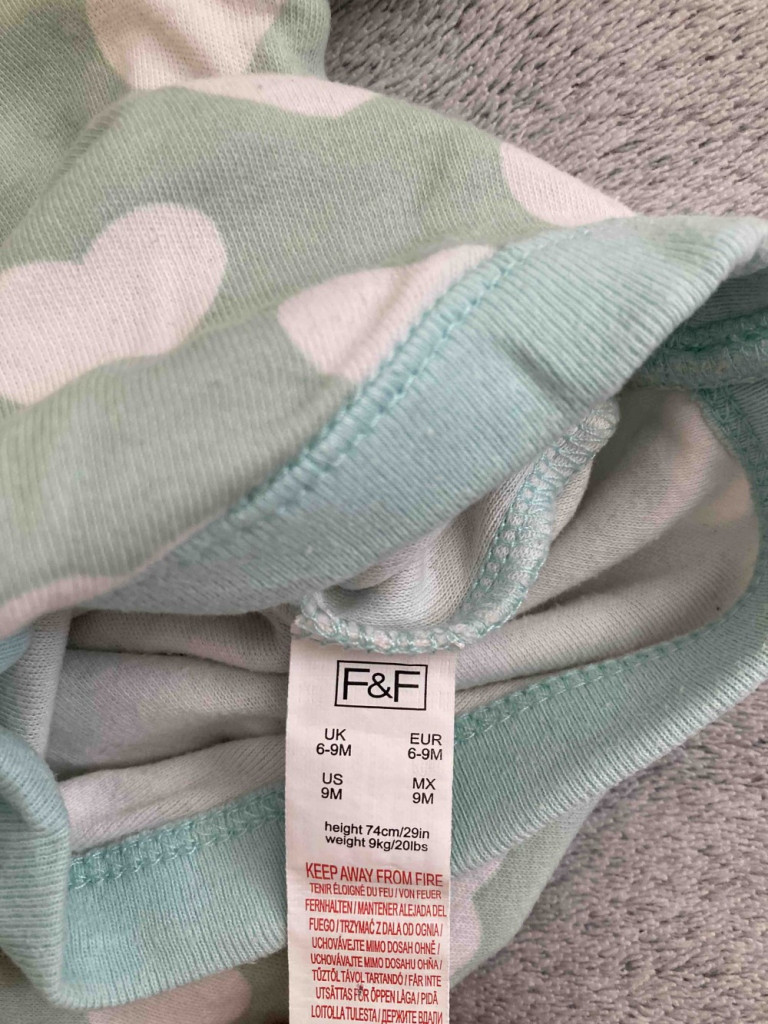 F&F
UK EUR
6-9M 6-9M
US MX
9M 9M
height 74cm/29in
weight 9kg/20lbs
KEEP AWAY FROM FIRE
TENIR ÉLOIGNÉ DU FEU / VON FEUER
FERNHALTEN / MANTENER ALEJADA DEL
FUEGO / TRZYMAĆ Z DALA OD OGNIA /
UCHOVÁVEJTE MIMO DOSAH OHNĚ /
UCHOVÁVAJTE MIMO DOSAHU OHŇA /
TŰZTŐL TÁVOL TARTANDÓ / FÅR INTE
UTSÄTTAS FÖR ÖPPEN LÅGA / PIDÄ
LOITOLLA TULESTA / ДЕРЖИТЕ ВДАЛИ